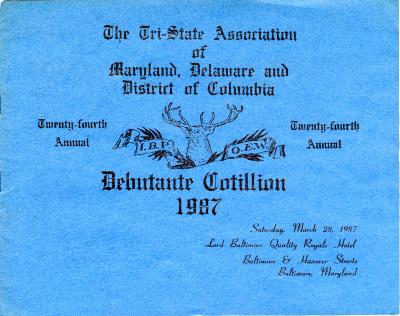 The Tri-State Association
of
Maryland, Delaware and
District of Columbia
Twenty-fourth
Annual
I.B.P.
O.E.W.
Twenty-fourth
Annual
Debutante Cotillion
1987
Saturday, March 28, 1987
Lord Baltimore Quality Royale Hotel
Baltimore & Hanover Streets
Baltimore, Maryland